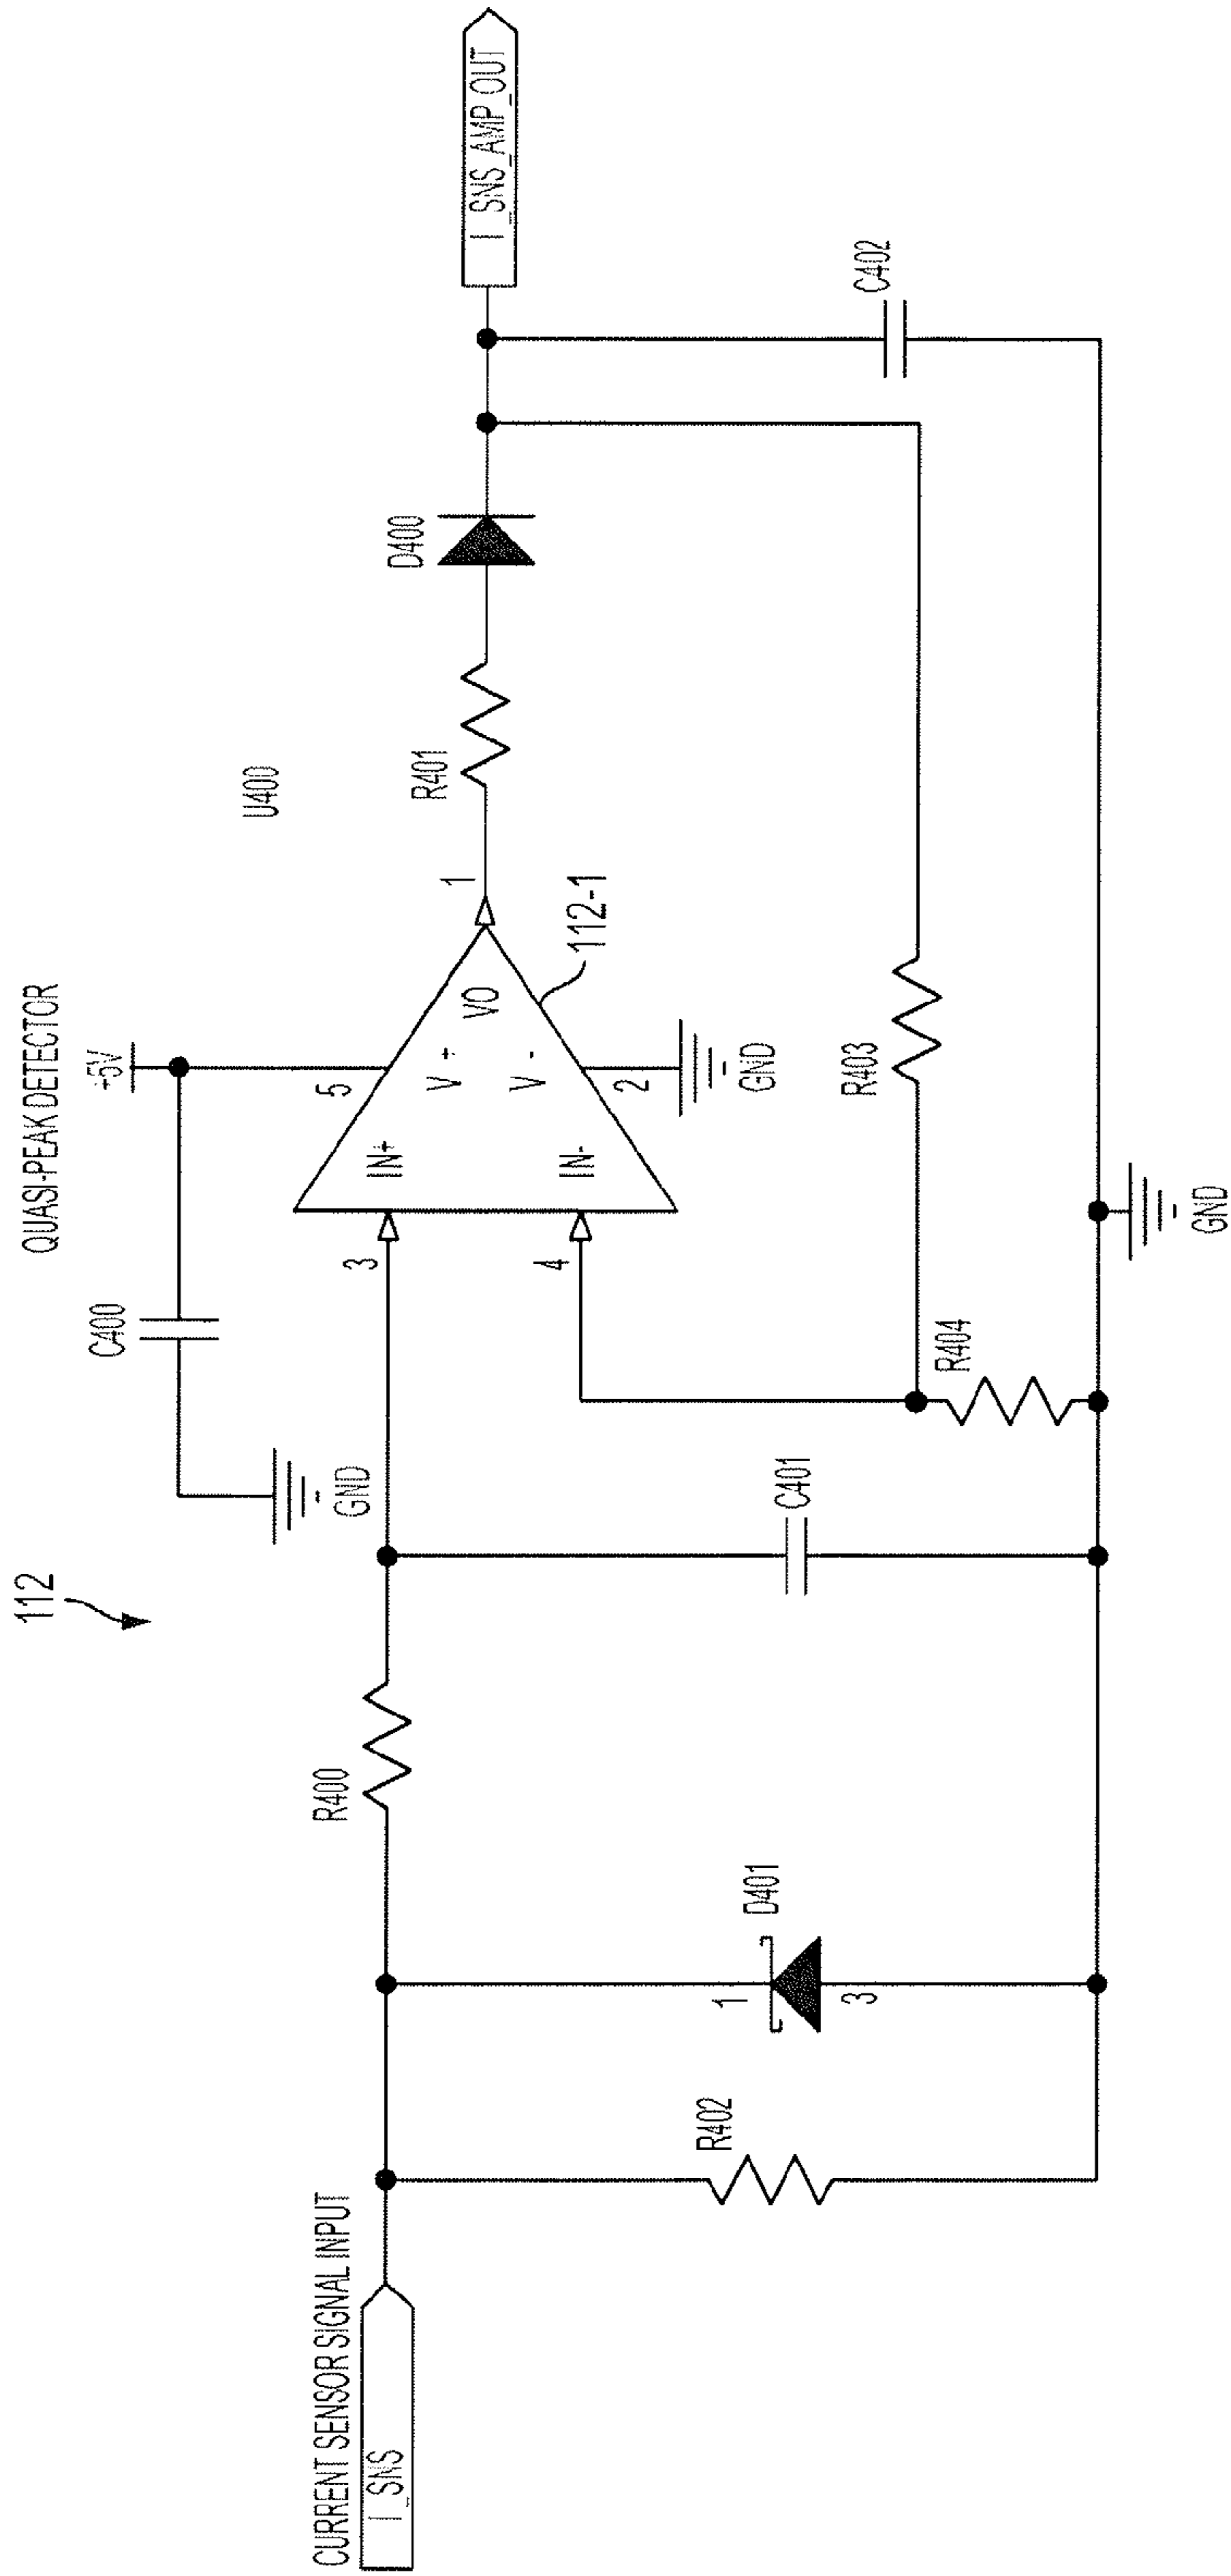 112
QUASI-PEAK DETECTOR
+5V
C400
GND
U400
5
3
IN+
V +
VO
1
R401
D400
I_SNS_AMP_OUT
4
IN-
V -
2
GND
112-1
CURRENT SENSOR SIGNAL INPUT
I_SNS
R400
R402
1
D401
3
C401
R404
R403
C402
GND